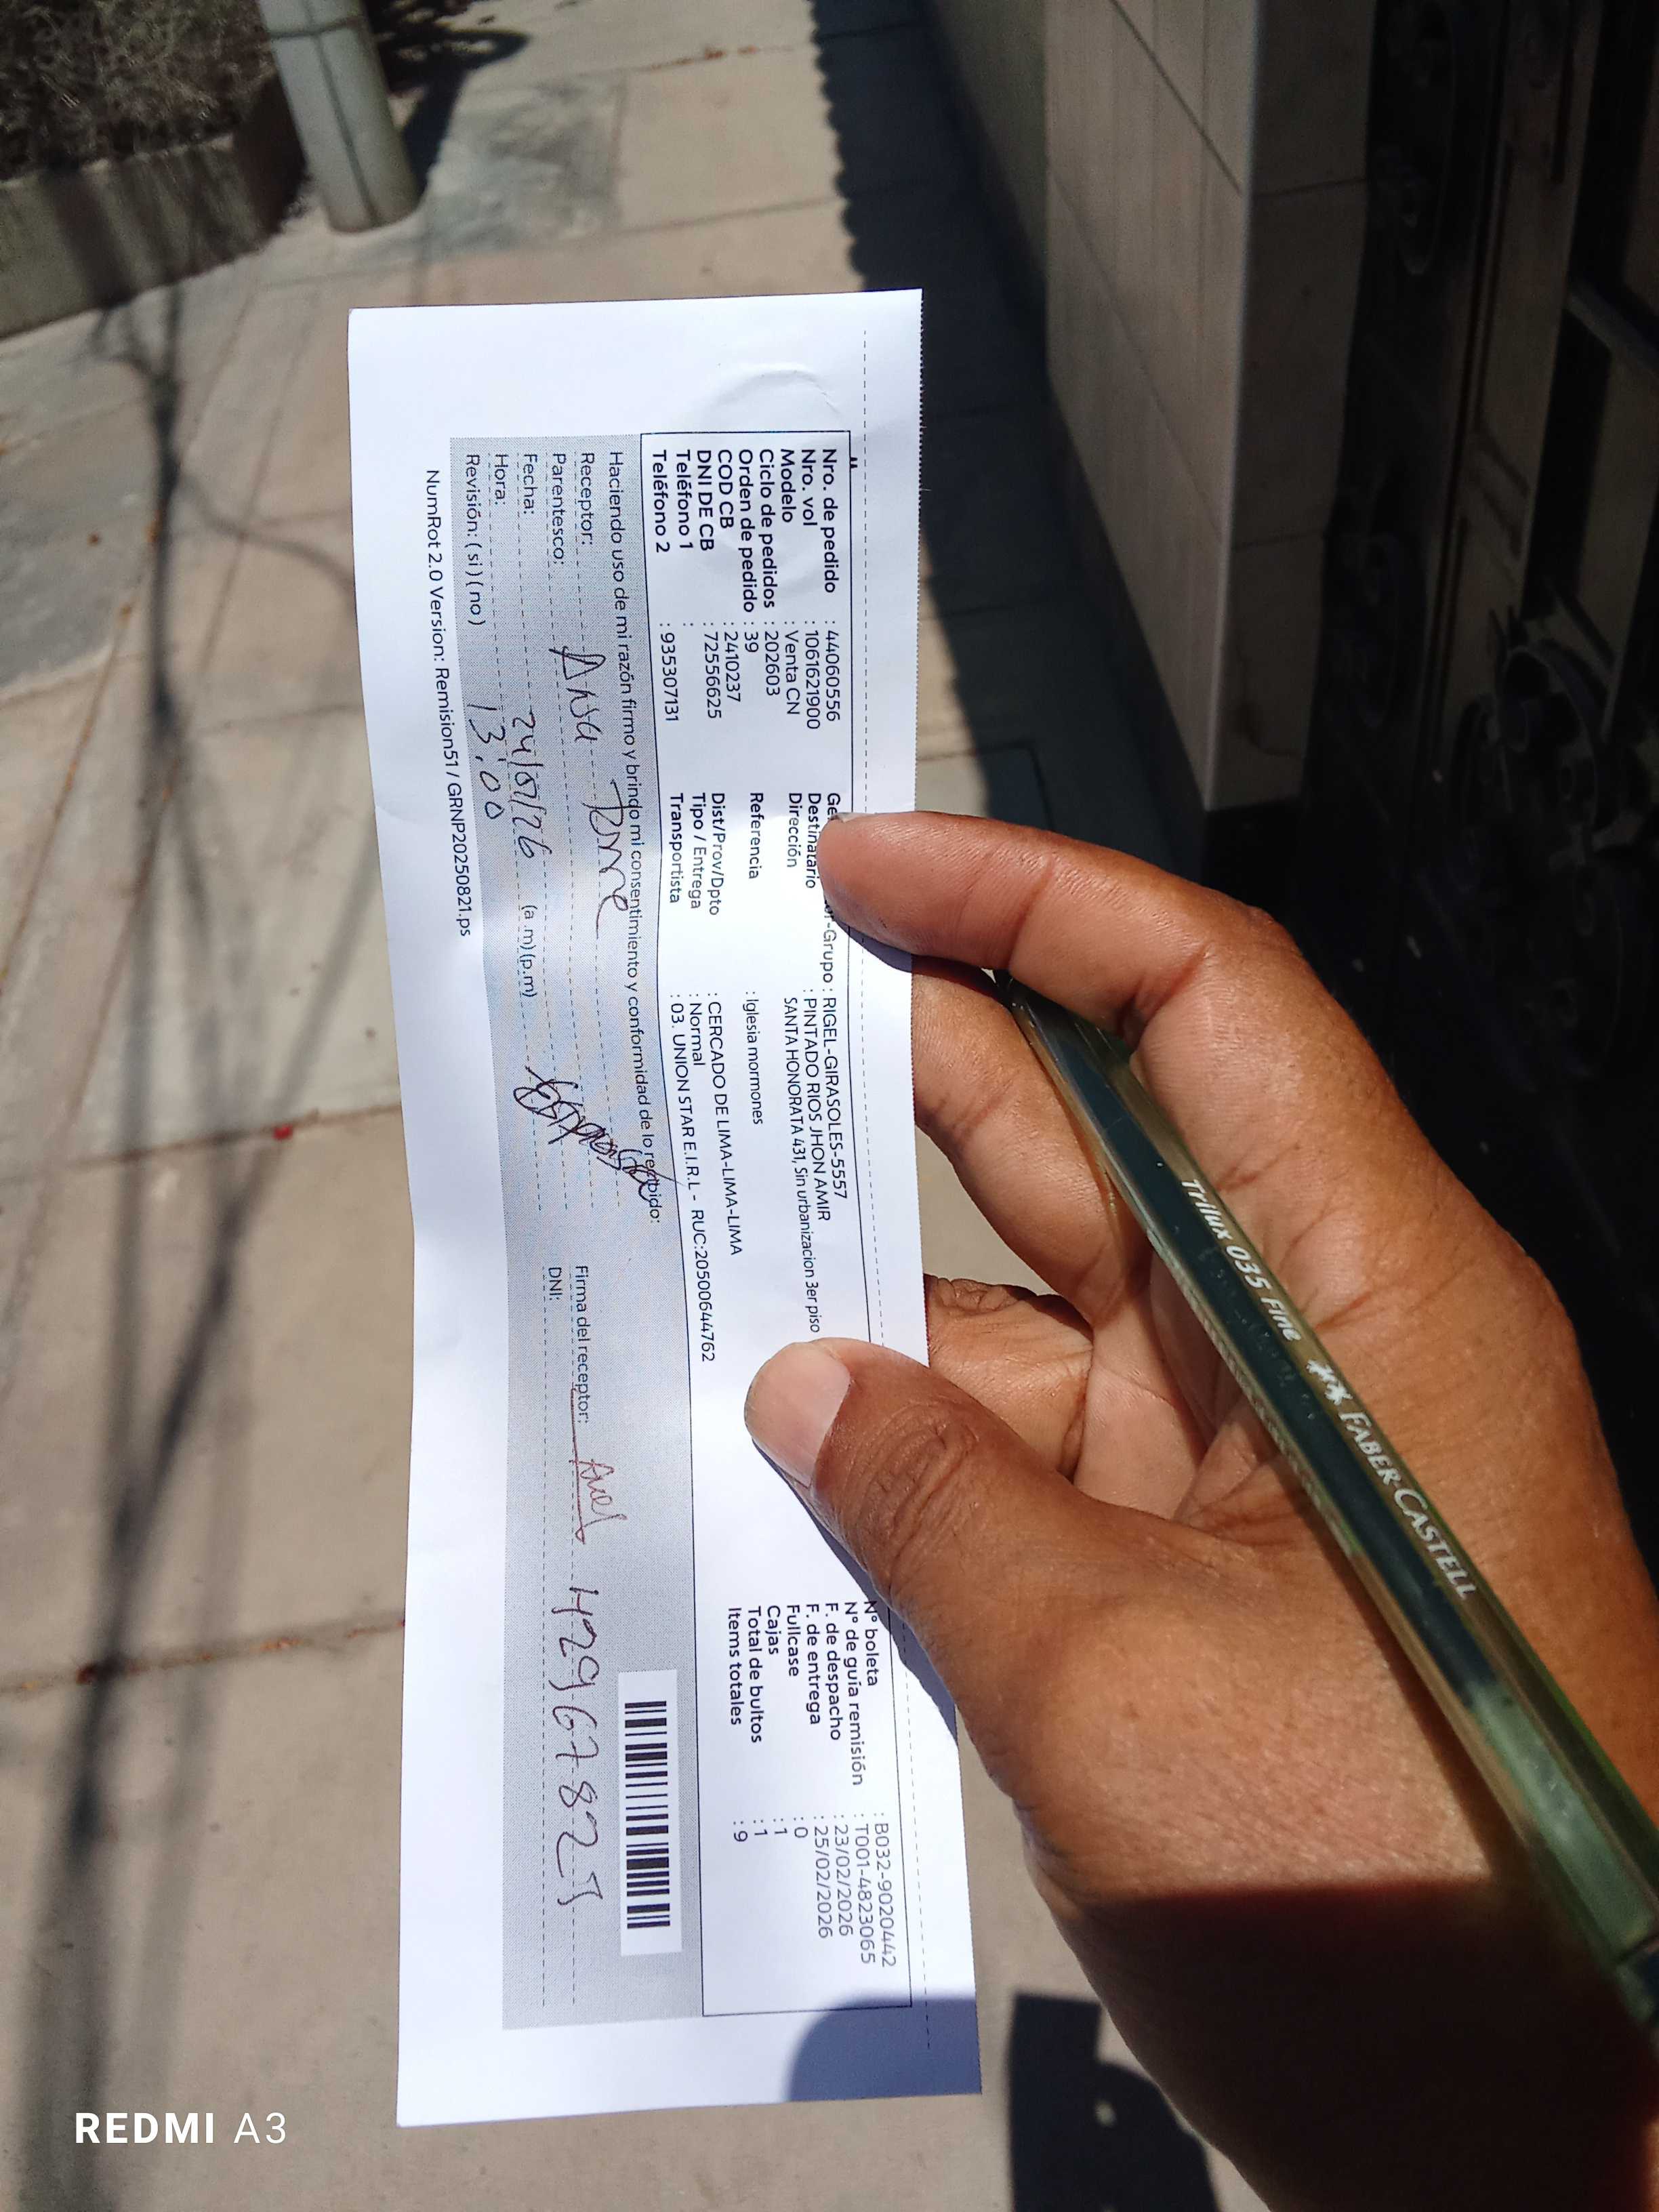 Nro. de pedido : 44060556
Nro. vol : 1061621900
Modelo : Venta CN
Ciclo de pedidos : 202603
Orden de pedido : 39
COD CB : 2410237
DNI DE CB : 72556625
Teléfono 1 :
Teléfono 2 : 935307131
-Grupo : RIGEL-GIRASOLES-5557
Destinatario : PINTADO RIOS JHON AMIR
Dirección SANTA HONORATA 431, Sin urbanizacion 3er piso
Referencia : Iglesia mormones
Dist/Prov/Dpto : CERCADO DE LIMA-LIMA-LIMA
Tipo / Entrega : Normal
Transportista : 03. UNION STAR E.I.R.L - RUC:20500644762
N° boleta : B032-9020442
N° de guía remisión : T001-4823065
F. de despacho : 23/02/2026
F. de entrega : 25/02/2026
Fullcase : 0
Cajas : 1
Total de bultos : 1
Items totales : 9
Haciendo uso de mi razón firmo y brindo mi consentimiento y conformidad de lo recibido:
Receptor: Ana Torre
Parentesco:
Fecha: 24/02/26
Hora: 13:00 (a.m)(p.m)
Revisión: (si) (no)
Firma del receptor:
DNI:
NumRot 2.0 Version: Remision51 / GRNP20250821.ps
Trilux 035 Fine FABER-CASTELL
REDMI A3